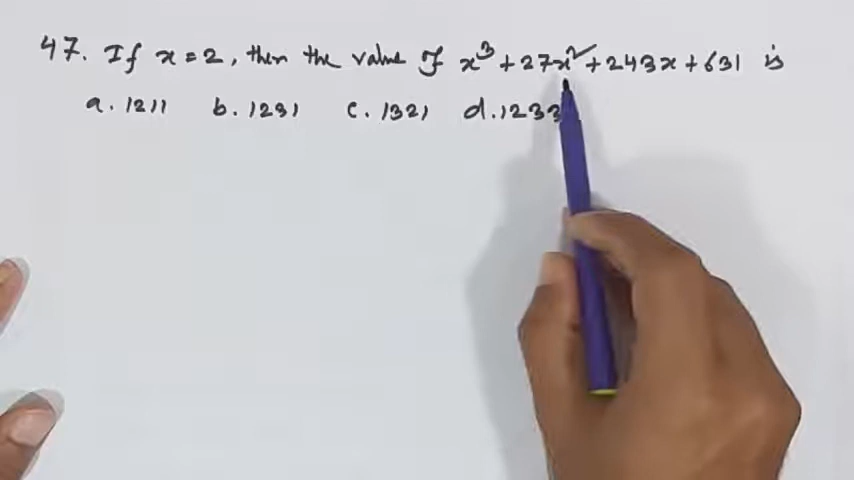 47. If x = 2, then the value of x³ + 27x² + 243x + 631 is
a. 1211 b. 1231 c. 1321 d. 1233